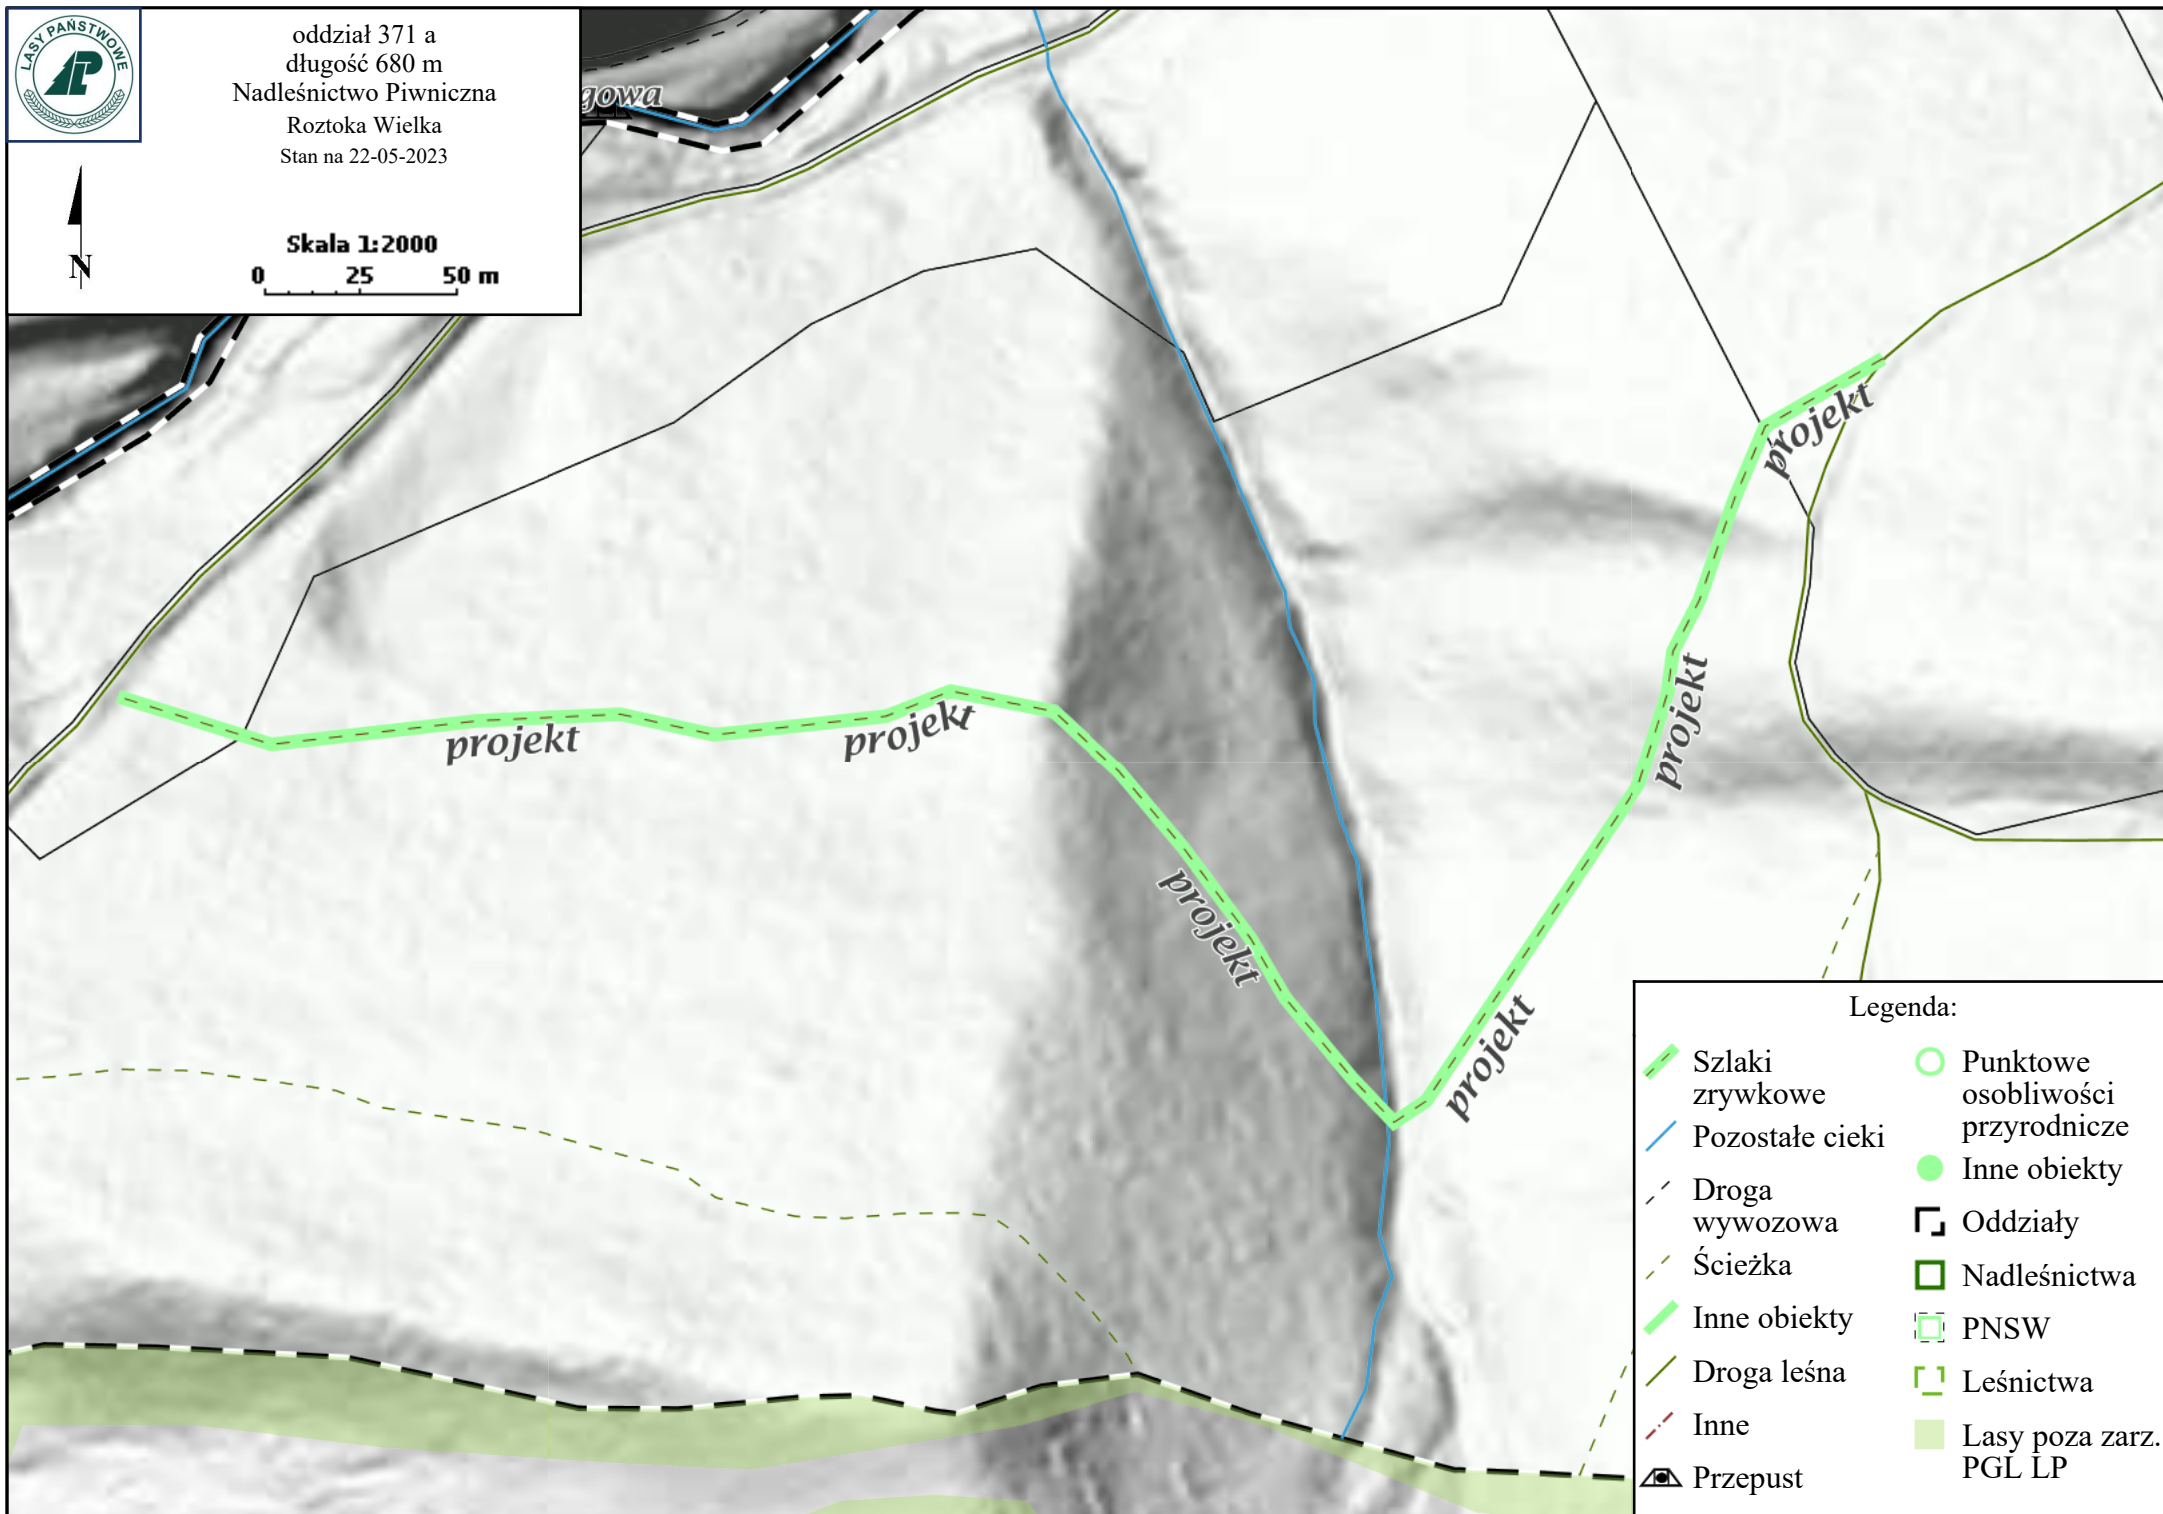 LASY PAŃSTWOWE
LP
oddział 371 a
długość 680 m
Nadleśnictwo Piwniczna
Roztoka Wielka
Stan na 22-05-2023
N
Skala 1:2000
0 25 50 m
gowa
projekt
projekt
projekt
projekt
projekt
projekt
Legenda:
Szlaki
zrywkowe
Pozostałe cieki
Droga
wywozowa
Ścieżka
Inne obiekty
Droga leśna
Inne
Przepust
Punktowe
osobliwości
przyrodnicze
Inne obiekty
Oddziały
Nadleśnictwa
PNSW
Leśnictwa
Lasy poza zarz.
PGL LP